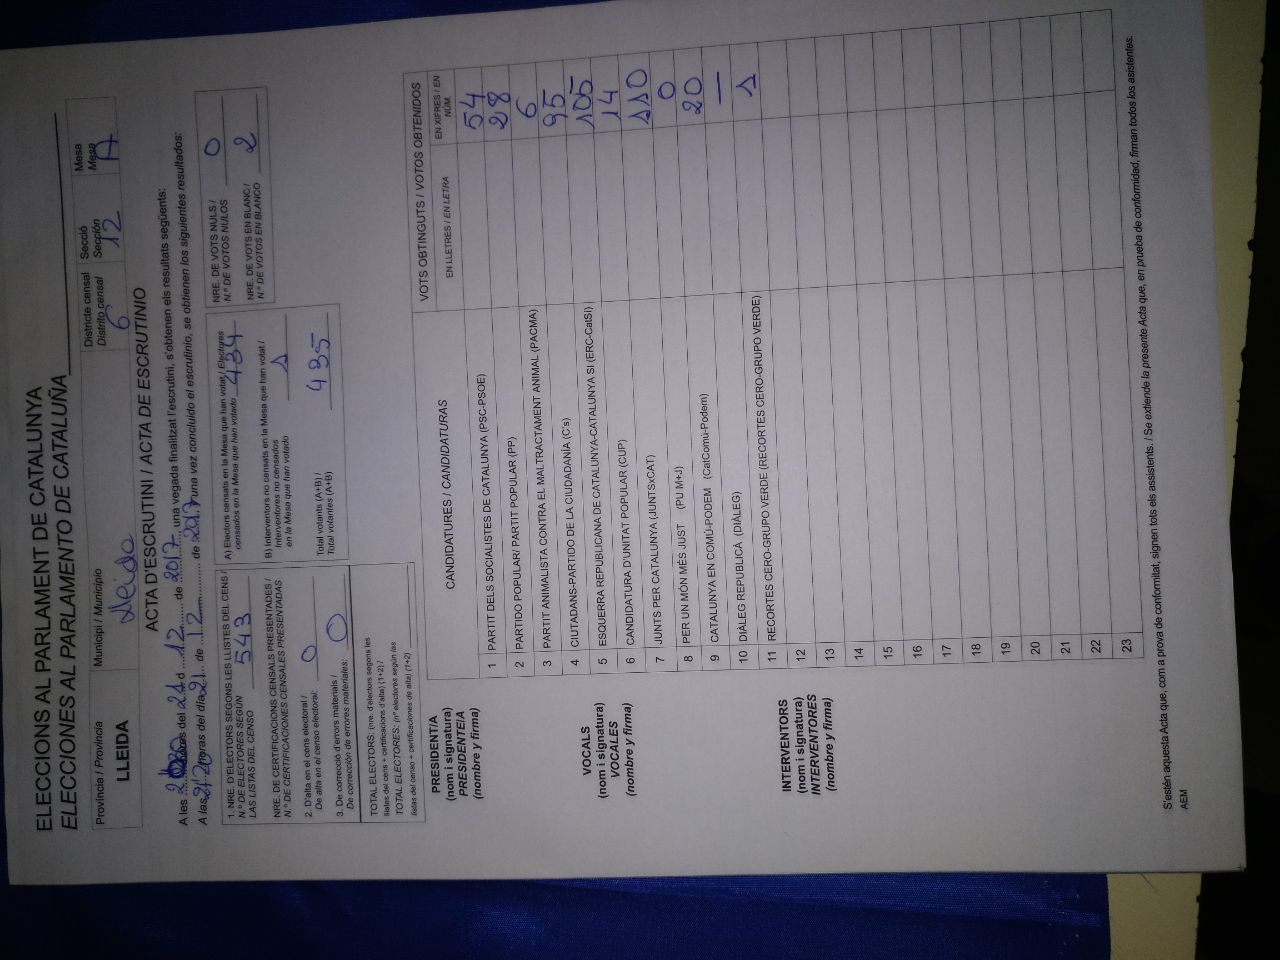 ELECCIONS AL PARLAMENT DE CATALUNYA
ELECCIONES AL PARLAMENTO DE CATALUÑA
Província / Provincia
LLEIDA
Municipi / Municipio
Lleida
Districte censal
Distrito censal
6
Secció
Sección
12
Mesa
Mesa
A
ACTA D'ESCRUTINI / ACTA DE ESCRUTINIO
A les hores del 21 d 12 de 2017, una vegada finalitzat l'escrutini, s'obtenen els resultats següents:
A las horas del día 21 de 12 de 2017, una vez concluido el escrutinio, se obtienen los siguientes resultados:
1. NRE. D'ELECTORS SEGONS LES LLISTES DEL CENS /
N.º DE ELECTORES SEGÚN
LAS LISTAS DEL CENSO 543
NRE. DE CERTIFICACIONS CENSALS PRESENTADES /
N.º DE CERTIFICACIONES CENSALES PRESENTADAS
2. D'alta en el cens electoral /
De alta en el censo electoral: 0
3. De correcció d'errors materials /
De corrección de errores materiales: 0
TOTAL ELECTORS: (nre. d'electors segons les
llistes del cens + certificacions d'alta) (1+2) /
TOTAL ELECTORES: (nº electores según las
listas del censo + certificaciones de alta) (1+2)
A) Electors censats en la Mesa que han votat / Electores
censados en la Mesa que han votado 434
B) Interventors no censats en la Mesa que han votat /
Interventores no censados
en la Mesa que han votado 1
Total votants (A+B) /
Total votantes (A+B) 435
NRE. DE VOTS NULS /
N.º DE VOTOS NULOS 0
NRE. DE VOTS EN BLANC /
N.º DE VOTOS EN BLANCO 2
CANDIDATURES / CANDIDATURAS
VOTS OBTINGUTS / VOTOS OBTENIDOS
EN LLETRES / EN LETRA
EN XIFRES / EN
NÚM.
1 PARTIT DELS SOCIALISTES DE CATALUNYA (PSC-PSOE) 54
2 PARTIDO POPULAR/ PARTIT POPULAR (PP) 28
3 PARTIT ANIMALISTA CONTRA EL MALTRACTAMENT ANIMAL (PACMA) 6
4 CIUTADANS-PARTIDO DE LA CIUDADANÍA (C's) 95
5 ESQUERRA REPUBLICANA DE CATALUNYA-CATALUNYA SÍ (ERC-CatSí) 105
6 CANDIDATURA D'UNITAT POPULAR (CUP) 14
7 JUNTS PER CATALUNYA (JUNTSxCAT) 110
8 PER UN MÓN MÉS JUST (PU M+J) 0
9 CATALUNYA EN COMÚ-PODEM (CatComú-Podem) 20
10 DIÀLEG REPUBLICÀ (DIÀLEG) —
11 RECORTES CERO-GRUPO VERDE (RECORTES CERO-GRUPO VERDE) 1
12
13
14
15
16
17
18
19
20
21
22
23
PRESIDENT/A
(nom i signatura)
PRESIDENTE/A
(nombre y firma)
VOCALS
(nom i signatura)
VOCALES
(nombre y firma)
INTERVENTORS
(nom i signatura)
INTERVENTORES
(nombre y firma)
S'estén aquesta Acta que, com a prova de conformitat, signen tots els assistents. / Se extiende la presente Acta que, en prueba de conformidad, firman todos los asistentes.
AEM